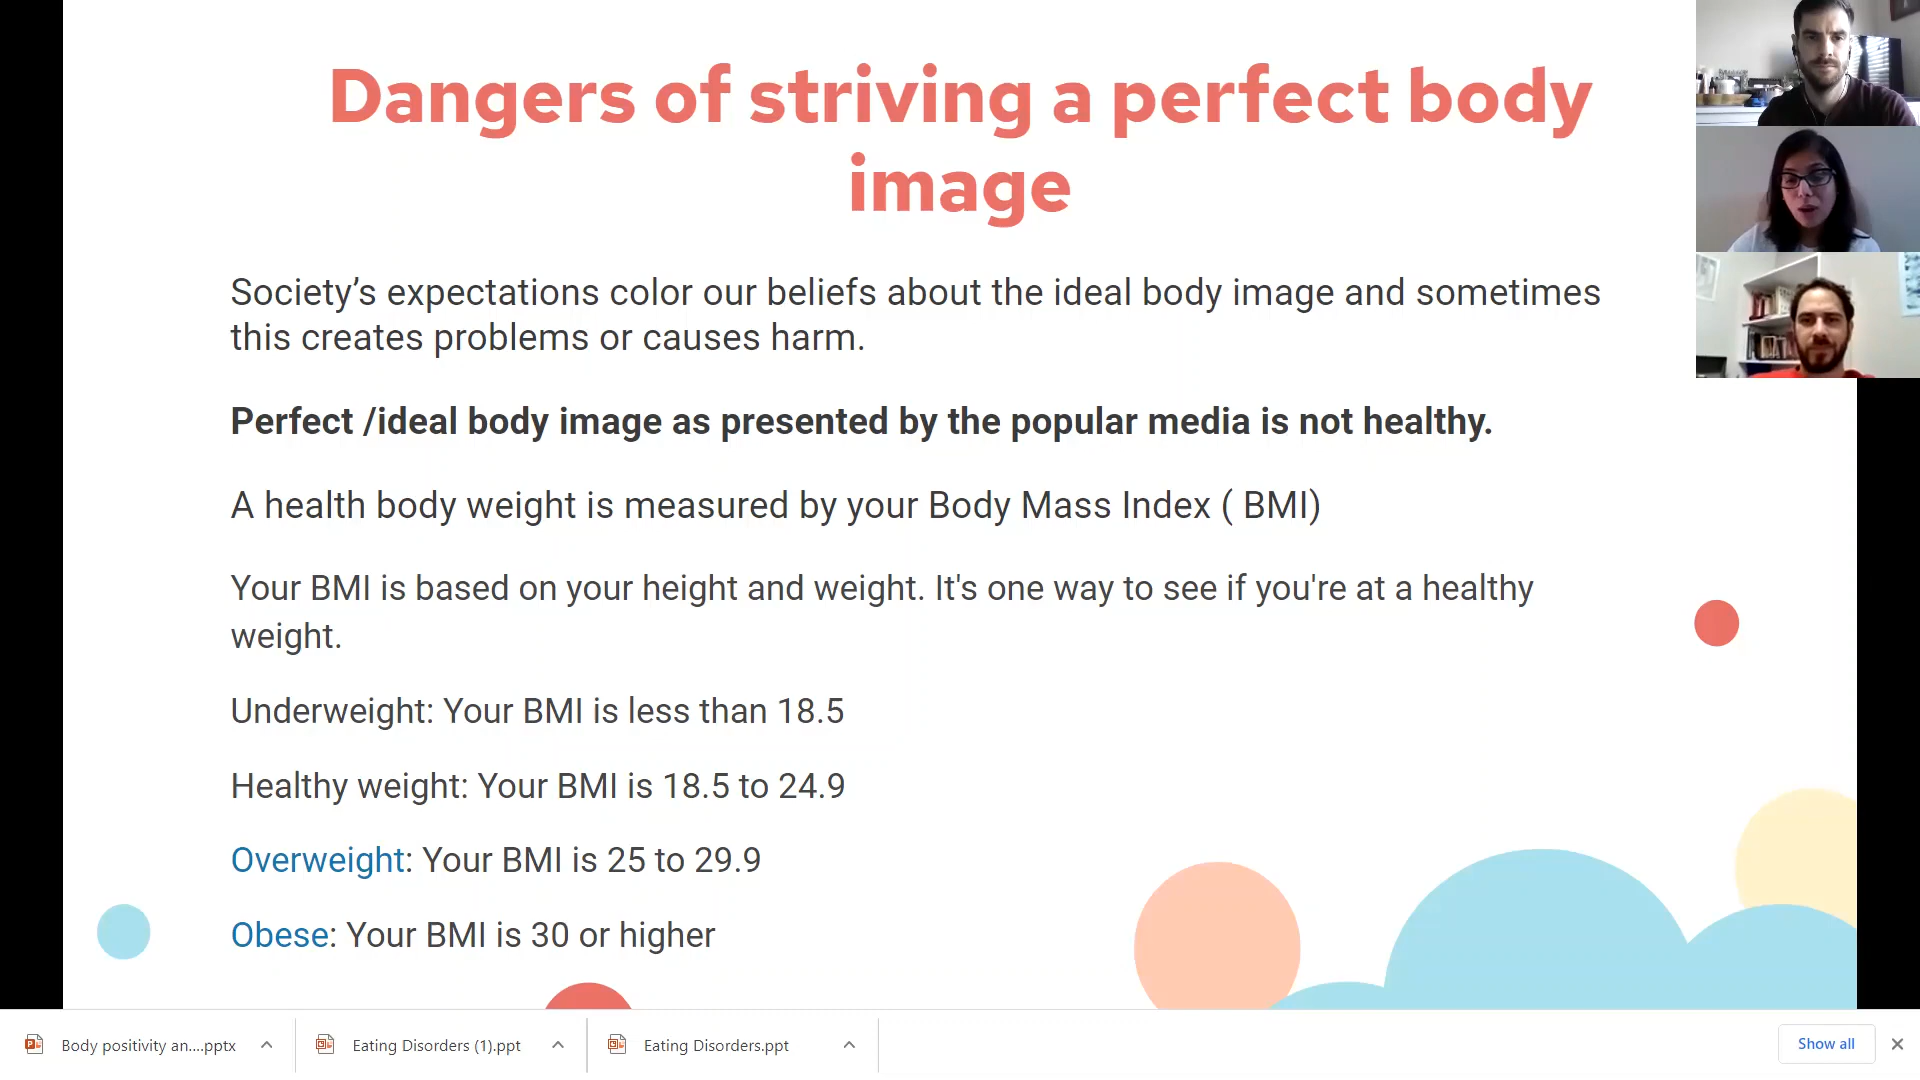 Dangers of striving a perfect body
image
Society’s expectations color our beliefs about the ideal body image and sometimes
this creates problems or causes harm.
Perfect /ideal body image as presented by the popular media is not healthy.
A health body weight is measured by your Body Mass Index ( BMI)
Your BMI is based on your height and weight. It's one way to see if you're at a healthy
weight.
Underweight: Your BMI is less than 18.5
Healthy weight: Your BMI is 18.5 to 24.9
Overweight: Your BMI is 25 to 29.9
Obese: Your BMI is 30 or higher
Body positivity an....pptx
Eating Disorders (1).ppt
Eating Disorders.ppt
Show all